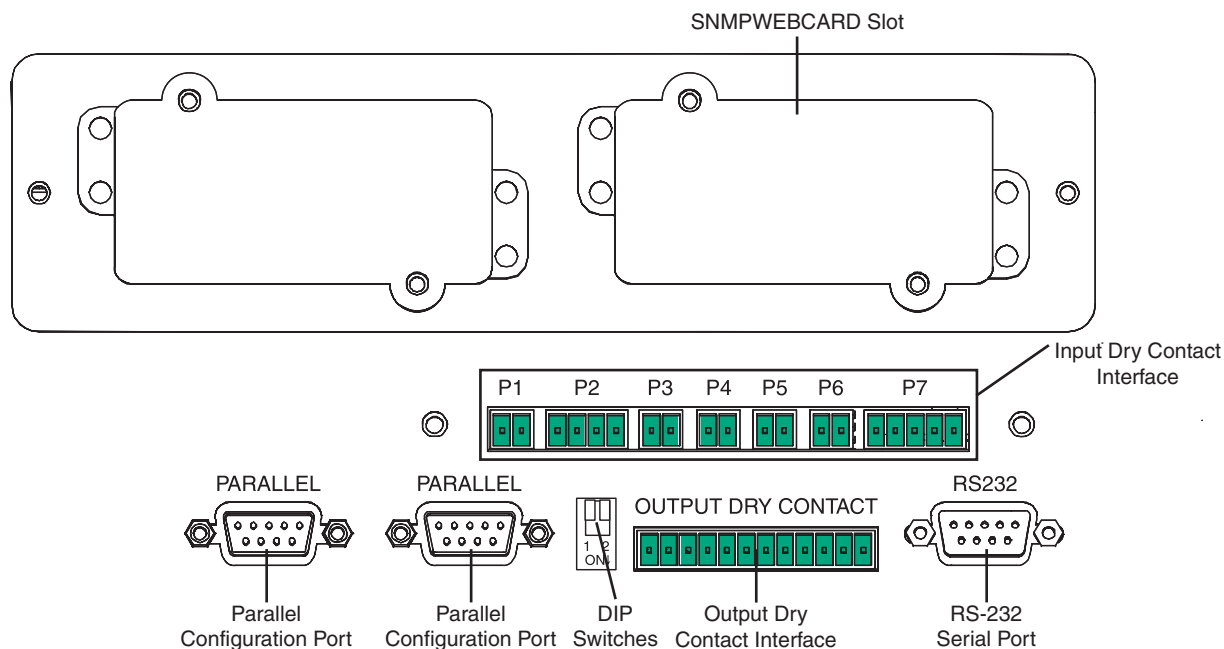 SNMPWEBCARD Slot
Input Dry Contact
Interface
P1 P2 P3 P4 P5 P6 P7
PARALLEL PARALLEL RS232
OUTPUT DRY CONTACT
1 2
ON
Parallel
Configuration Port
Parallel
Configuration Port
DIP
Switches
Output Dry
Contact Interface
RS-232
Serial Port